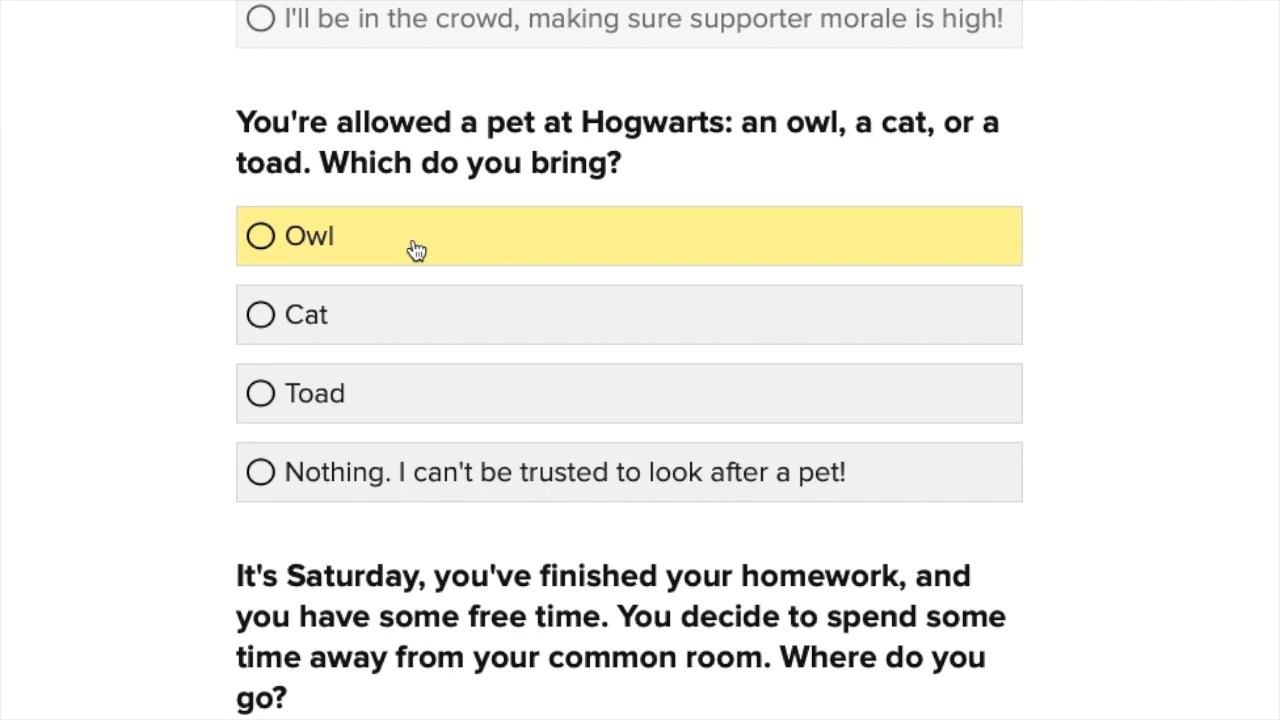 I'll be in the crowd, making sure supporter morale is high!
You're allowed a pet at Hogwarts: an owl, a cat, or a
toad. Which do you bring?
Owl
Cat
Toad
Nothing. I can't be trusted to look after a pet!
It's Saturday, you've finished your homework, and
you have some free time. You decide to spend some
time away from your common room. Where do you
go?